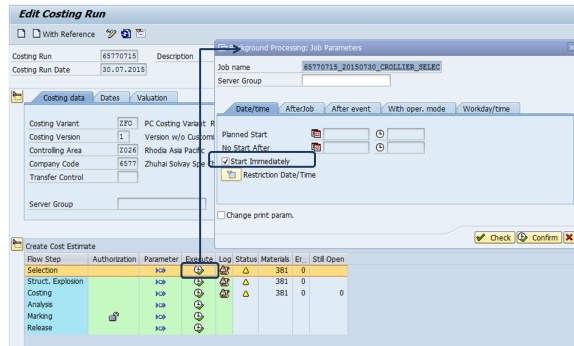 Edit Costing Run
With Reference
Background Processing: Job Parameters
Costing Run 65770715 Description
Costing Run Date 30.07.2015
Job name 65770715_20150730_CROLLIER_SELEC
Server Group
Costing data Dates Valuation
Date/time AfterJob After event With oper. mode Workday/time
Costing Variant ZF0 PC Costing Variant R
Costing Version 1 Version w/o Customi
Controlling Area Z026 Rhodia Asia Pacific
Company Code 6577 Zhuhai Solvay Spe Ch
Transfer Control
Server Group
Planned Start
No Start After
Start Immediately
Restriction Date/Time
Change print param.
Check Confirm
Create Cost Estimate
Flow Step Authorization Parameter Execute Log Status Materials Er_ Still Open
Selection 381 0
Struct. Explosion 381 0
Costing 381 0 0
Analysis
Marking
Release